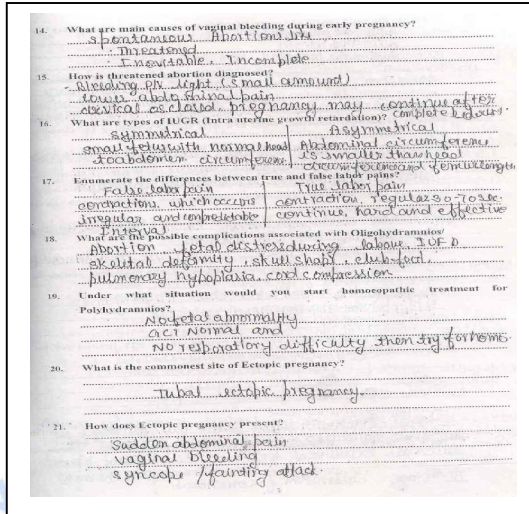 14. What are main causes of vaginal bleeding during early pregnancy?
spontaneous Abortions like
- Threatened
- Inevitable, Incomplete
15. How is threatened abortion diagnosed?
- Bleeding P/V light (small amount)
lower abdominal pain
cervical os closed, pregnancy may continue after
complete bed
16. What are types of IUGR (Intra uterine growth retardation)?
symmetrical | Asymmetrical
small fetus with normal head | Abdominal circumference
to abdomen circumference | is smaller than head
circumference and femur length
17. Enumerate the differences between true and false labor pains?
False labor pain | True labor pain
contractions, which occurs | contraction, regular 30-70 sec.
irregular and | continue, hard and effective
Interval
18. What are the possible complications associated with Oligohydramnios/
Abortion fetal distress during labour, IUFD
skelital deformity, skull shape, club-foot,
pulmonary hypoplasia, cord compression
19. Under what situation would you start homoeopathic treatment for
Polyhydramnios?
No fetal abnormality
GCT Normal and
No resporatory difficulty then try for homo.
20. What is the commonest site of Ectopic pregnancy?
Tubal ectopic pregnancy.
21. How does Ectopic pregnancy present?
Sudden abdominal pain
vaginal bleeding
syncope /fainting attack.